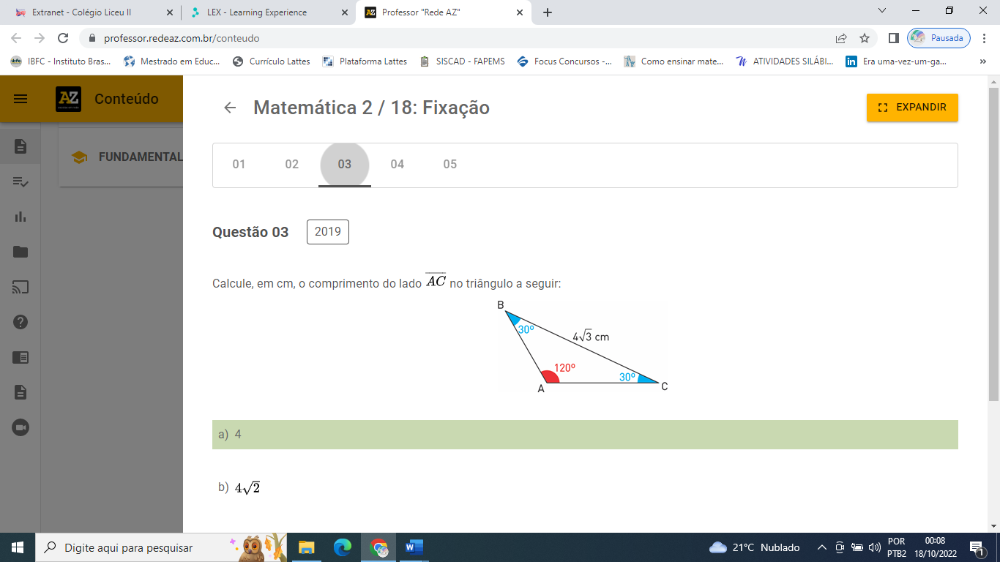 Extranet - Colégio Liceu II
LEX - Learning Experience
Professor "Rede AZ"
professor.redeaz.com.br/conteudo
Pausada
IBFC - Instituto Bras...
Mestrado em Educ...
Currículo Lattes
Plataforma Lattes
SISCAD - FAPEMS
Focus Concursos -...
Como ensinar mate...
ATIVIDADES SILÁBI...
Era uma-vez-um-ga...
»
AZ
Conteúdo
Matemática 2 / 18: Fixação
EXPANDIR
FUNDAMENTAL
01
02
03
04
05
Questão 03
2019
Calcule, em cm, o comprimento do lado \overline{AC} no triângulo a seguir:
B
30º
4√3 cm
120º
30º
A
C
a) 4
b) 4√2
Digite aqui para pesquisar
21°C Nublado
POR
PTB2
00:08
18/10/2022
1